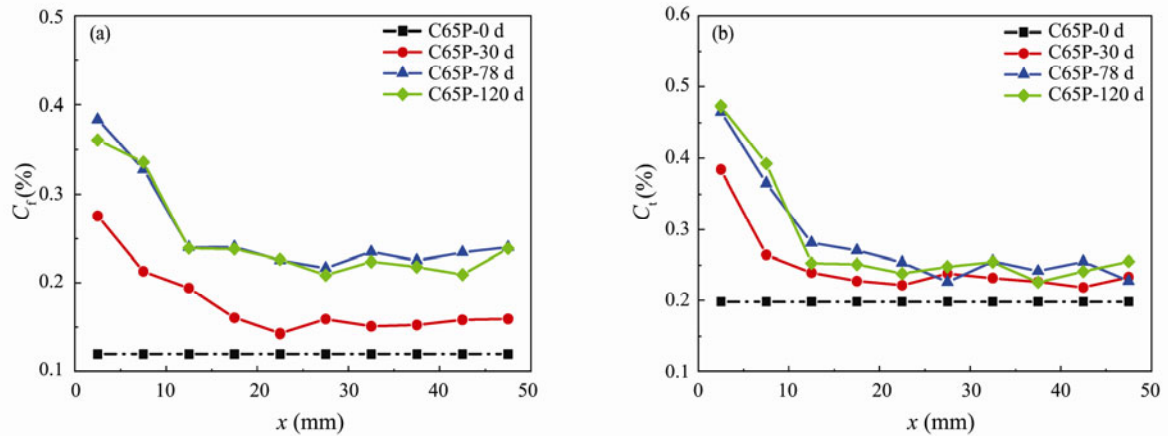 (a)
C65P-0 d
C65P-30 d
C65P-78 d
C65P-120 d
0.5
0.4
0.3
0.2
0.1
C_f (%)
0 10 20 30 40 50
x (mm)
(b)
C65P-0 d
C65P-30 d
C65P-78 d
C65P-120 d
0.6
0.5
0.4
0.3
0.2
0.1
C_t (%)
0 10 20 30 40 50
x (mm)